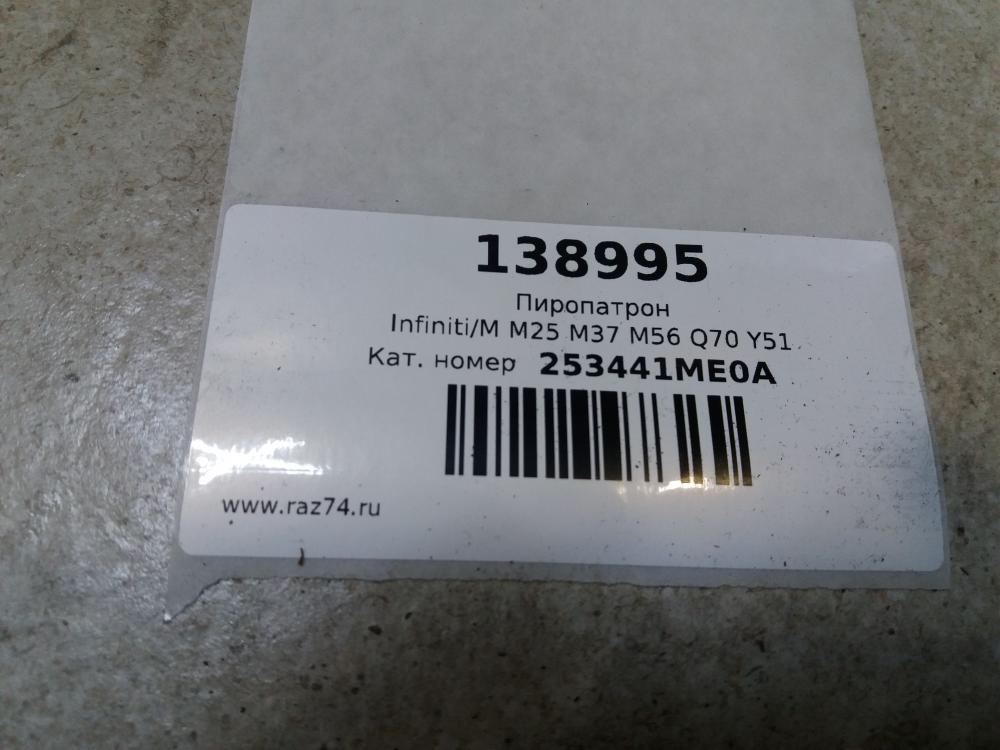 138995
Пиропатрон
Infiniti/M M25 M37 M56 Q70 Y51
Кат. номер 253441ME0A
www.raz74.ru